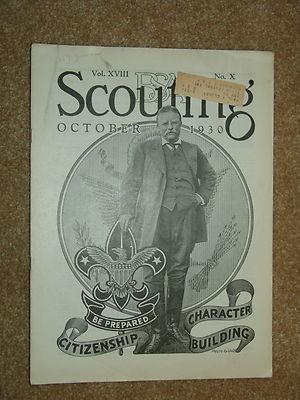 Vol. XVIII No. X
Scouting
OCTOBER 1930
BE PREPARED
CITIZENSHIP
CHARACTER
BUILDING